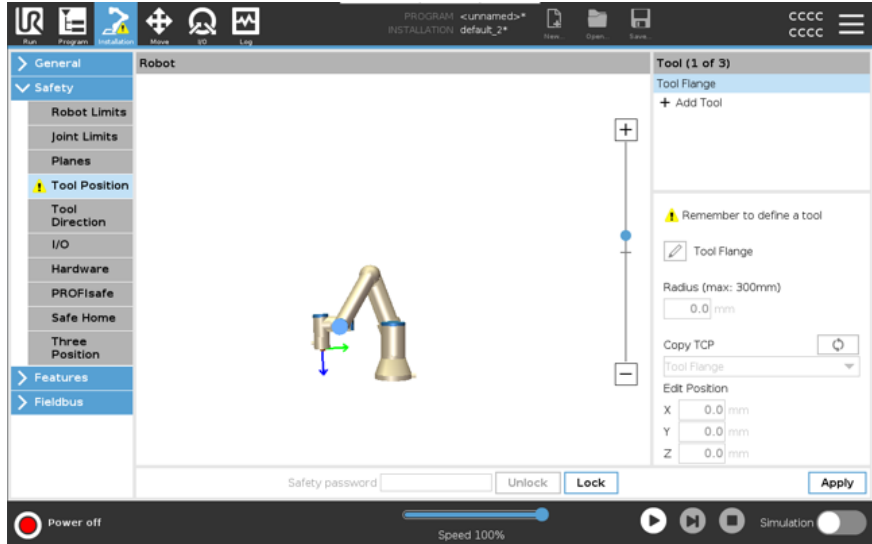 PROGRAM <unnamed>*
INSTALLATION default_2*
Run Program Installation Move I/O Log
New... Open... Save...
cccc
cccc
General
Safety
Robot Limits
Joint Limits
Planes
Tool Position
Tool
Direction
I/O
Hardware
PROFIsafe
Safe Home
Three
Position
Features
Fieldbus
Robot
Safety password
Unlock
Lock
Tool (1 of 3)
Tool Flange
+ Add Tool
Remember to define a tool
Tool Flange
Radius (max: 300mm)
0.0 mm
Copy TCP
Tool Flange
Edit Position
X 0.0 mm
Y 0.0 mm
Z 0.0 mm
Apply
Power off
Speed 100%
Simulation